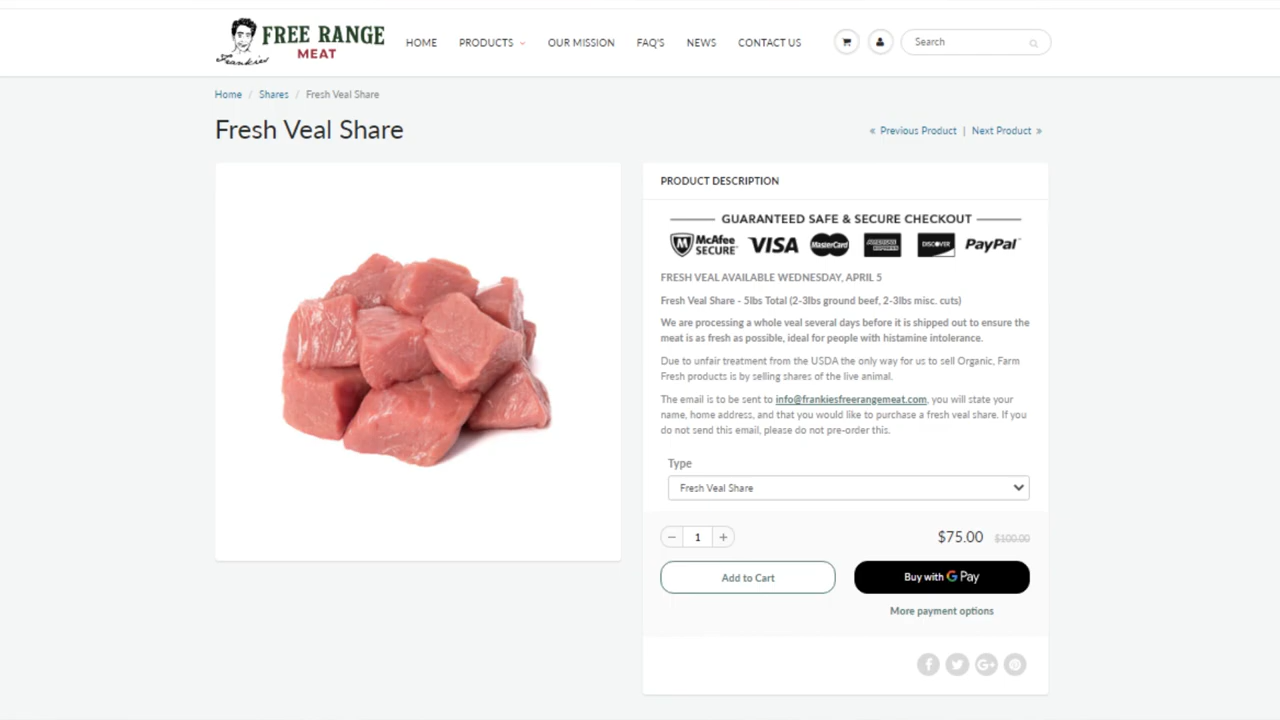 FREE RANGE
MEAT
Frankies
HOME PRODUCTS OUR MISSION FAQ'S NEWS CONTACT US Search
Home / Shares / Fresh Veal Share
Fresh Veal Share
« Previous Product | Next Product »
PRODUCT DESCRIPTION
GUARANTEED SAFE & SECURE CHECKOUT
McAfee SECURE VISA MasterCard AMERICAN EXPRESS DISCOVER PayPal
FRESH VEAL AVAILABLE WEDNESDAY, APRIL 5
Fresh Veal Share - 5lbs Total (2-3lbs ground beef, 2-3lbs misc. cuts)
We are processing a whole veal several days before it is shipped out to ensure the
meat is as fresh as possible, ideal for people with histamine intolerance.
Due to unfair treatment from the USDA the only way for us to sell Organic, Farm
Fresh products is by selling shares of the live animal.
The email is to be sent to info@frankiesfreerangemeat.com, you will state your
name, home address, and that you would like to purchase a fresh veal share. If you
do not send this email, please do not pre-order this.
Type
Fresh Veal Share
− 1 + $75.00 $100.00
Add to Cart Buy with G Pay
More payment options